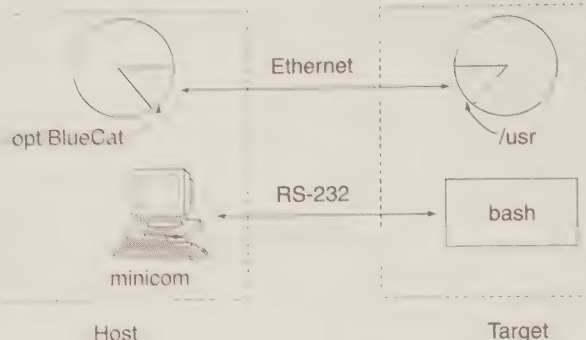 Ethernet
opt BlueCat
/usr
RS-232
bash
minicom
Host
Target